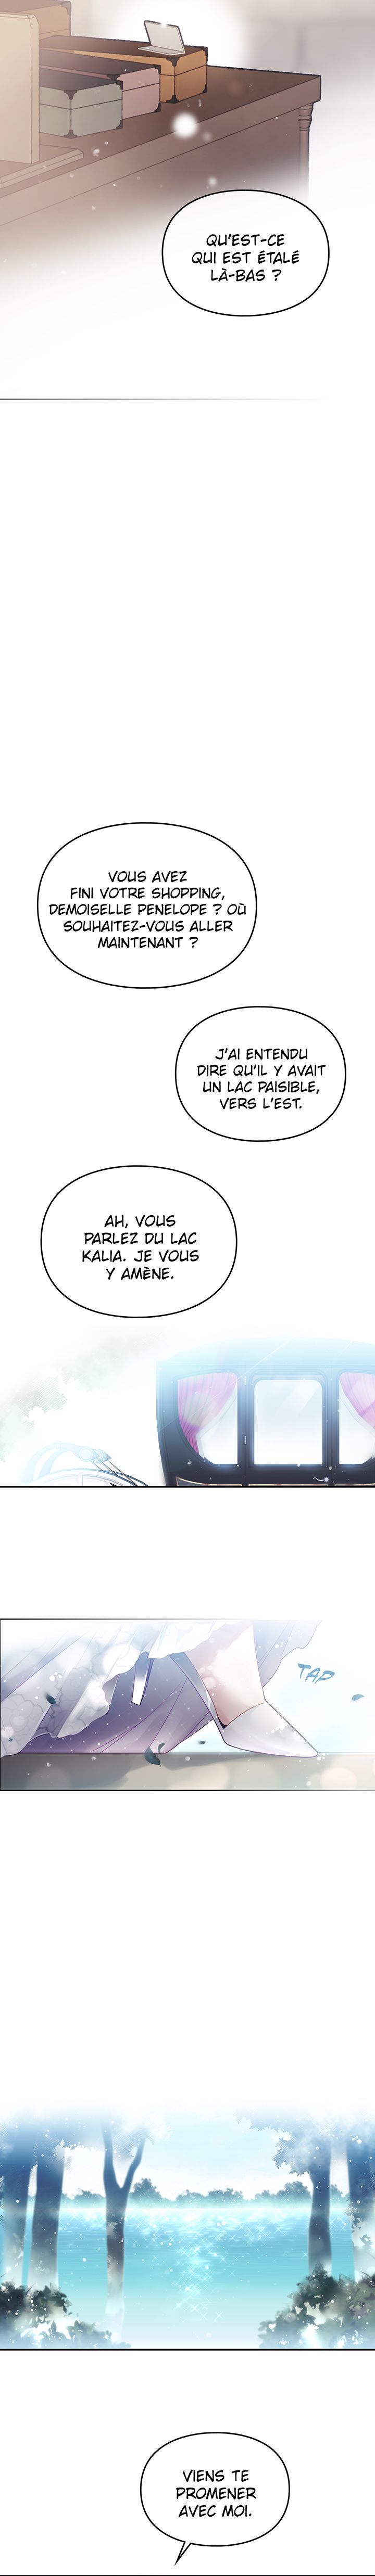 QU'EST-CE
QUI EST ÉTALÉ
LÀ-BAS ?
VOUS AVEZ
FINI VOTRE SHOPPING,
DEMOISELLE PENELOPE ? OÙ
SOUHAITEZ-VOUS ALLER
MAINTENANT ?
J'AI ENTENDU
DIRE QU'IL Y AVAIT
UN LAC PAISIBLE,
VERS L'EST.
AH, VOUS
PARLEZ DU LAC
KALIA. JE VOUS
Y AMÈNE.
TAP
VIENS TE
PROMENER
AVEC MOI.